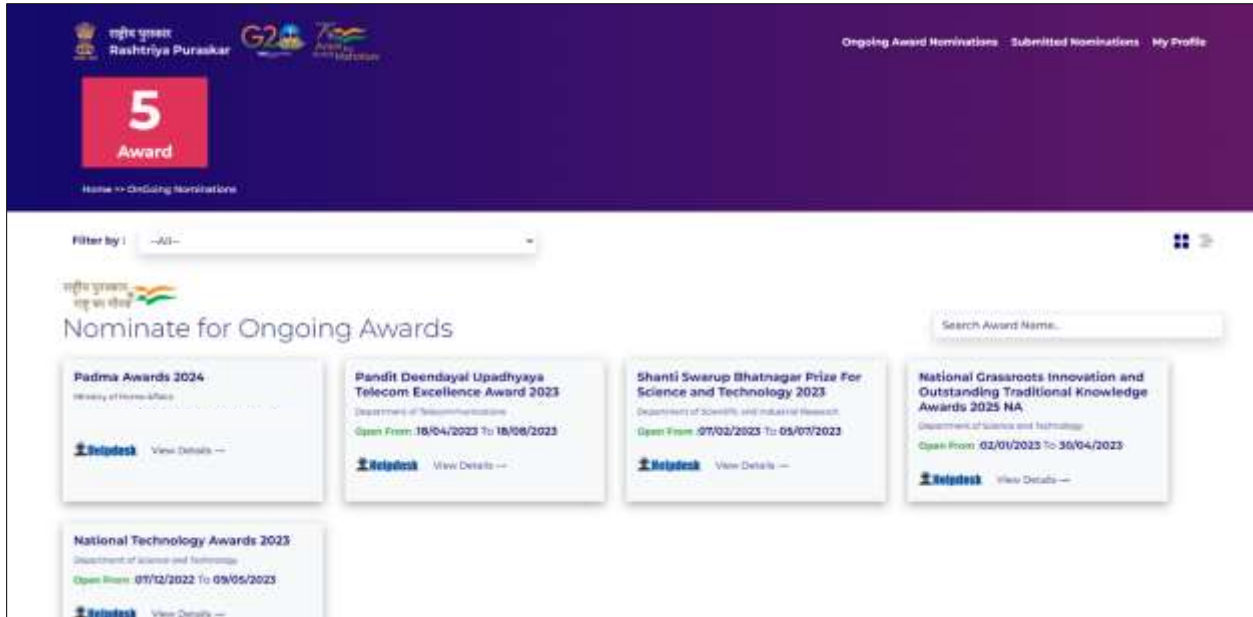 राष्ट्रीय पुरस्कार
Rashtriya Puraskar
G20
Ongoing Award Nominations Submitted Nominations My Profile
5
Award
Home >> OnGoing Nominations
Filter by : --All--
राष्ट्रीय पुरस्कार
राष्ट्र का गौरव
Nominate for Ongoing Awards
Search Award Name..
Padma Awards 2024
Ministry of Home Affairs
Helpdesk View Details
Pandit Deendayal Upadhyaya
Telecom Excellence Award 2023
Department of Telecommunications
Open From :18/04/2023 To 18/08/2023
Helpdesk View Details
Shanti Swarup Bhatnagar Prize For
Science and Technology 2023
Department of Scientific and Industrial Research
Open From :07/02/2023 To 05/07/2023
Helpdesk View Details
National Grassroots Innovation and
Outstanding Traditional Knowledge
Awards 2025 NA
Department of Science and Technology
Open From :02/01/2023 To 30/04/2023
Helpdesk View Details
National Technology Awards 2023
Department of Science and Technology
Open From :07/12/2022 To 09/05/2023
Helpdesk View Details